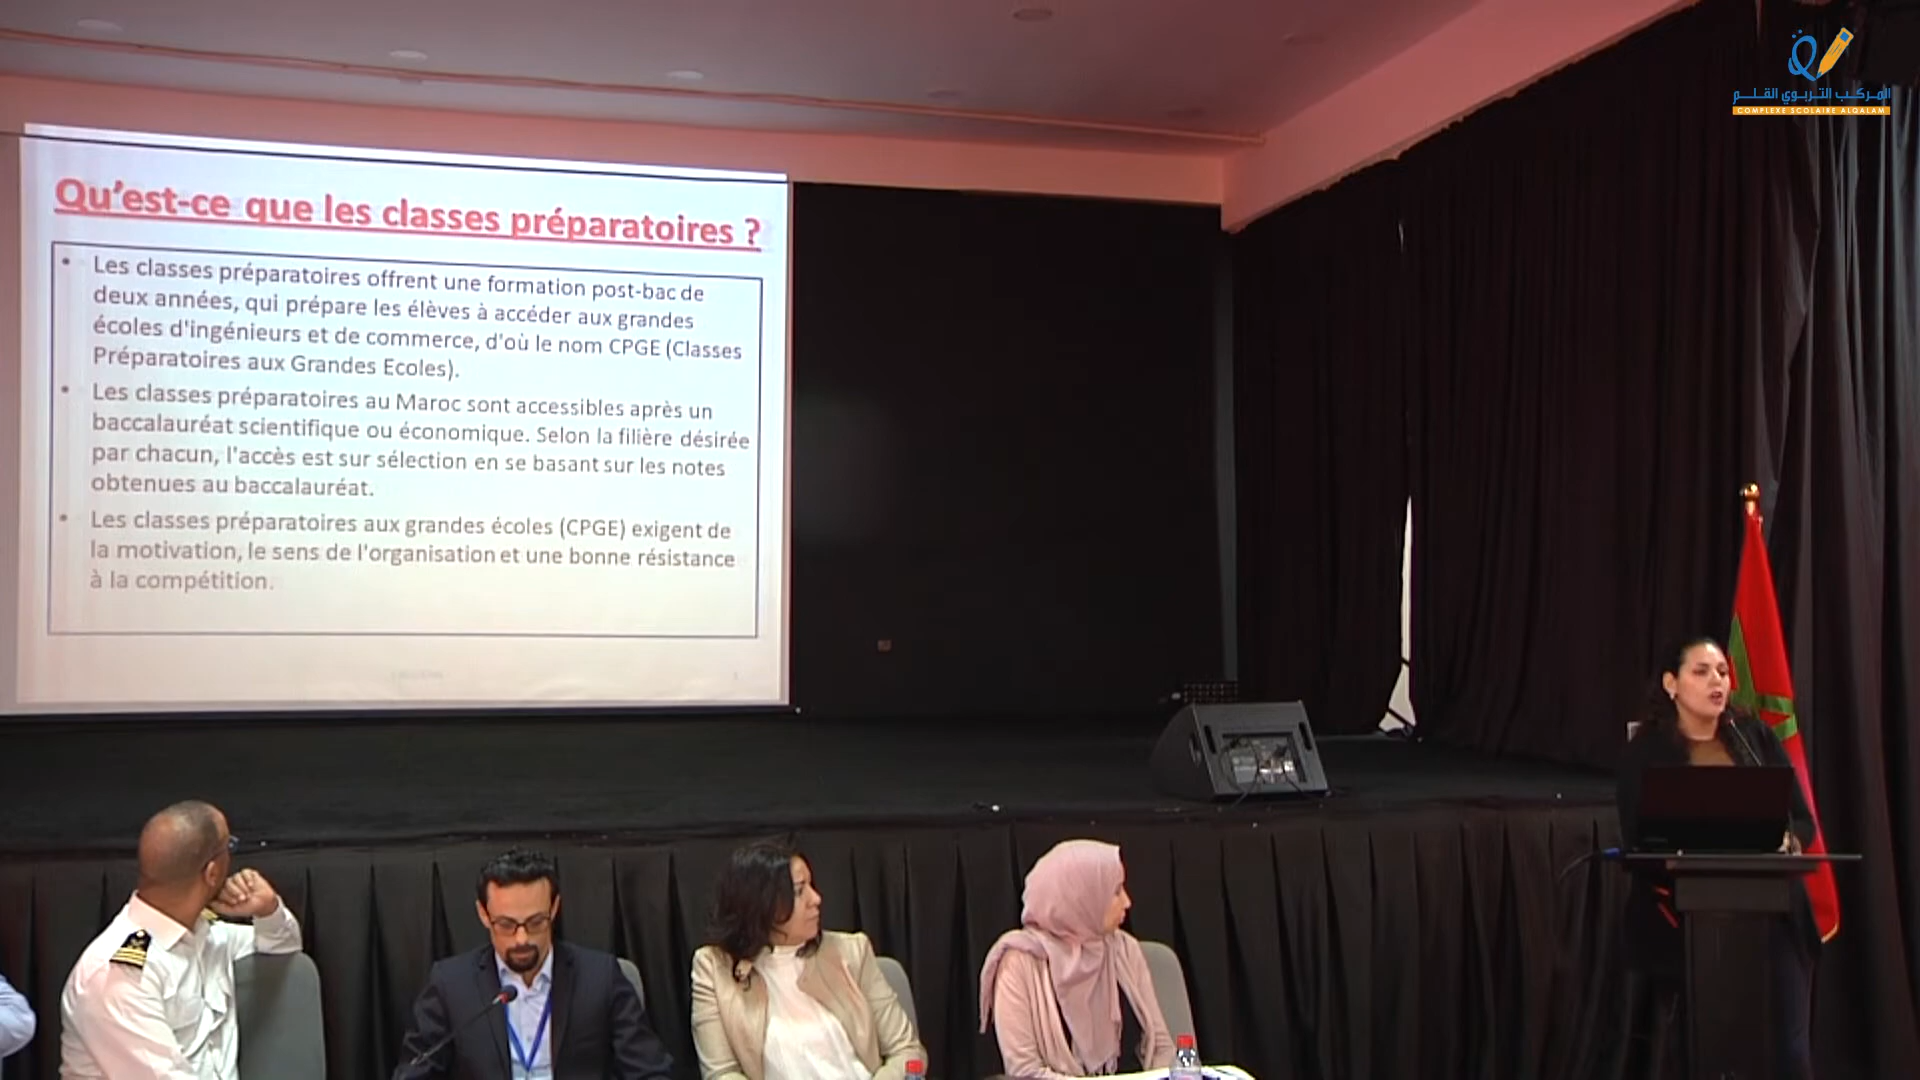 Qu'est-ce que les classes préparatoires ?
• Les classes préparatoires offrent une formation post-bac de
deux années, qui prépare les élèves à accéder aux grandes
écoles d'ingénieurs et de commerce, d'où le nom CPGE (Classes
Préparatoires aux Grandes Ecoles).
• Les classes préparatoires au Maroc sont accessibles après un
baccalauréat scientifique ou économique. Selon la filière désirée
par chacun, l'accès est sur sélection en se basant sur les notes
obtenues au baccalauréat.
• Les classes préparatoires aux grandes écoles (CPGE) exigent de
la motivation, le sens de l'organisation et une bonne résistance
à la compétition.
المركب التربوي القلم
COMPLEXE SCOLAIRE ALQALAM